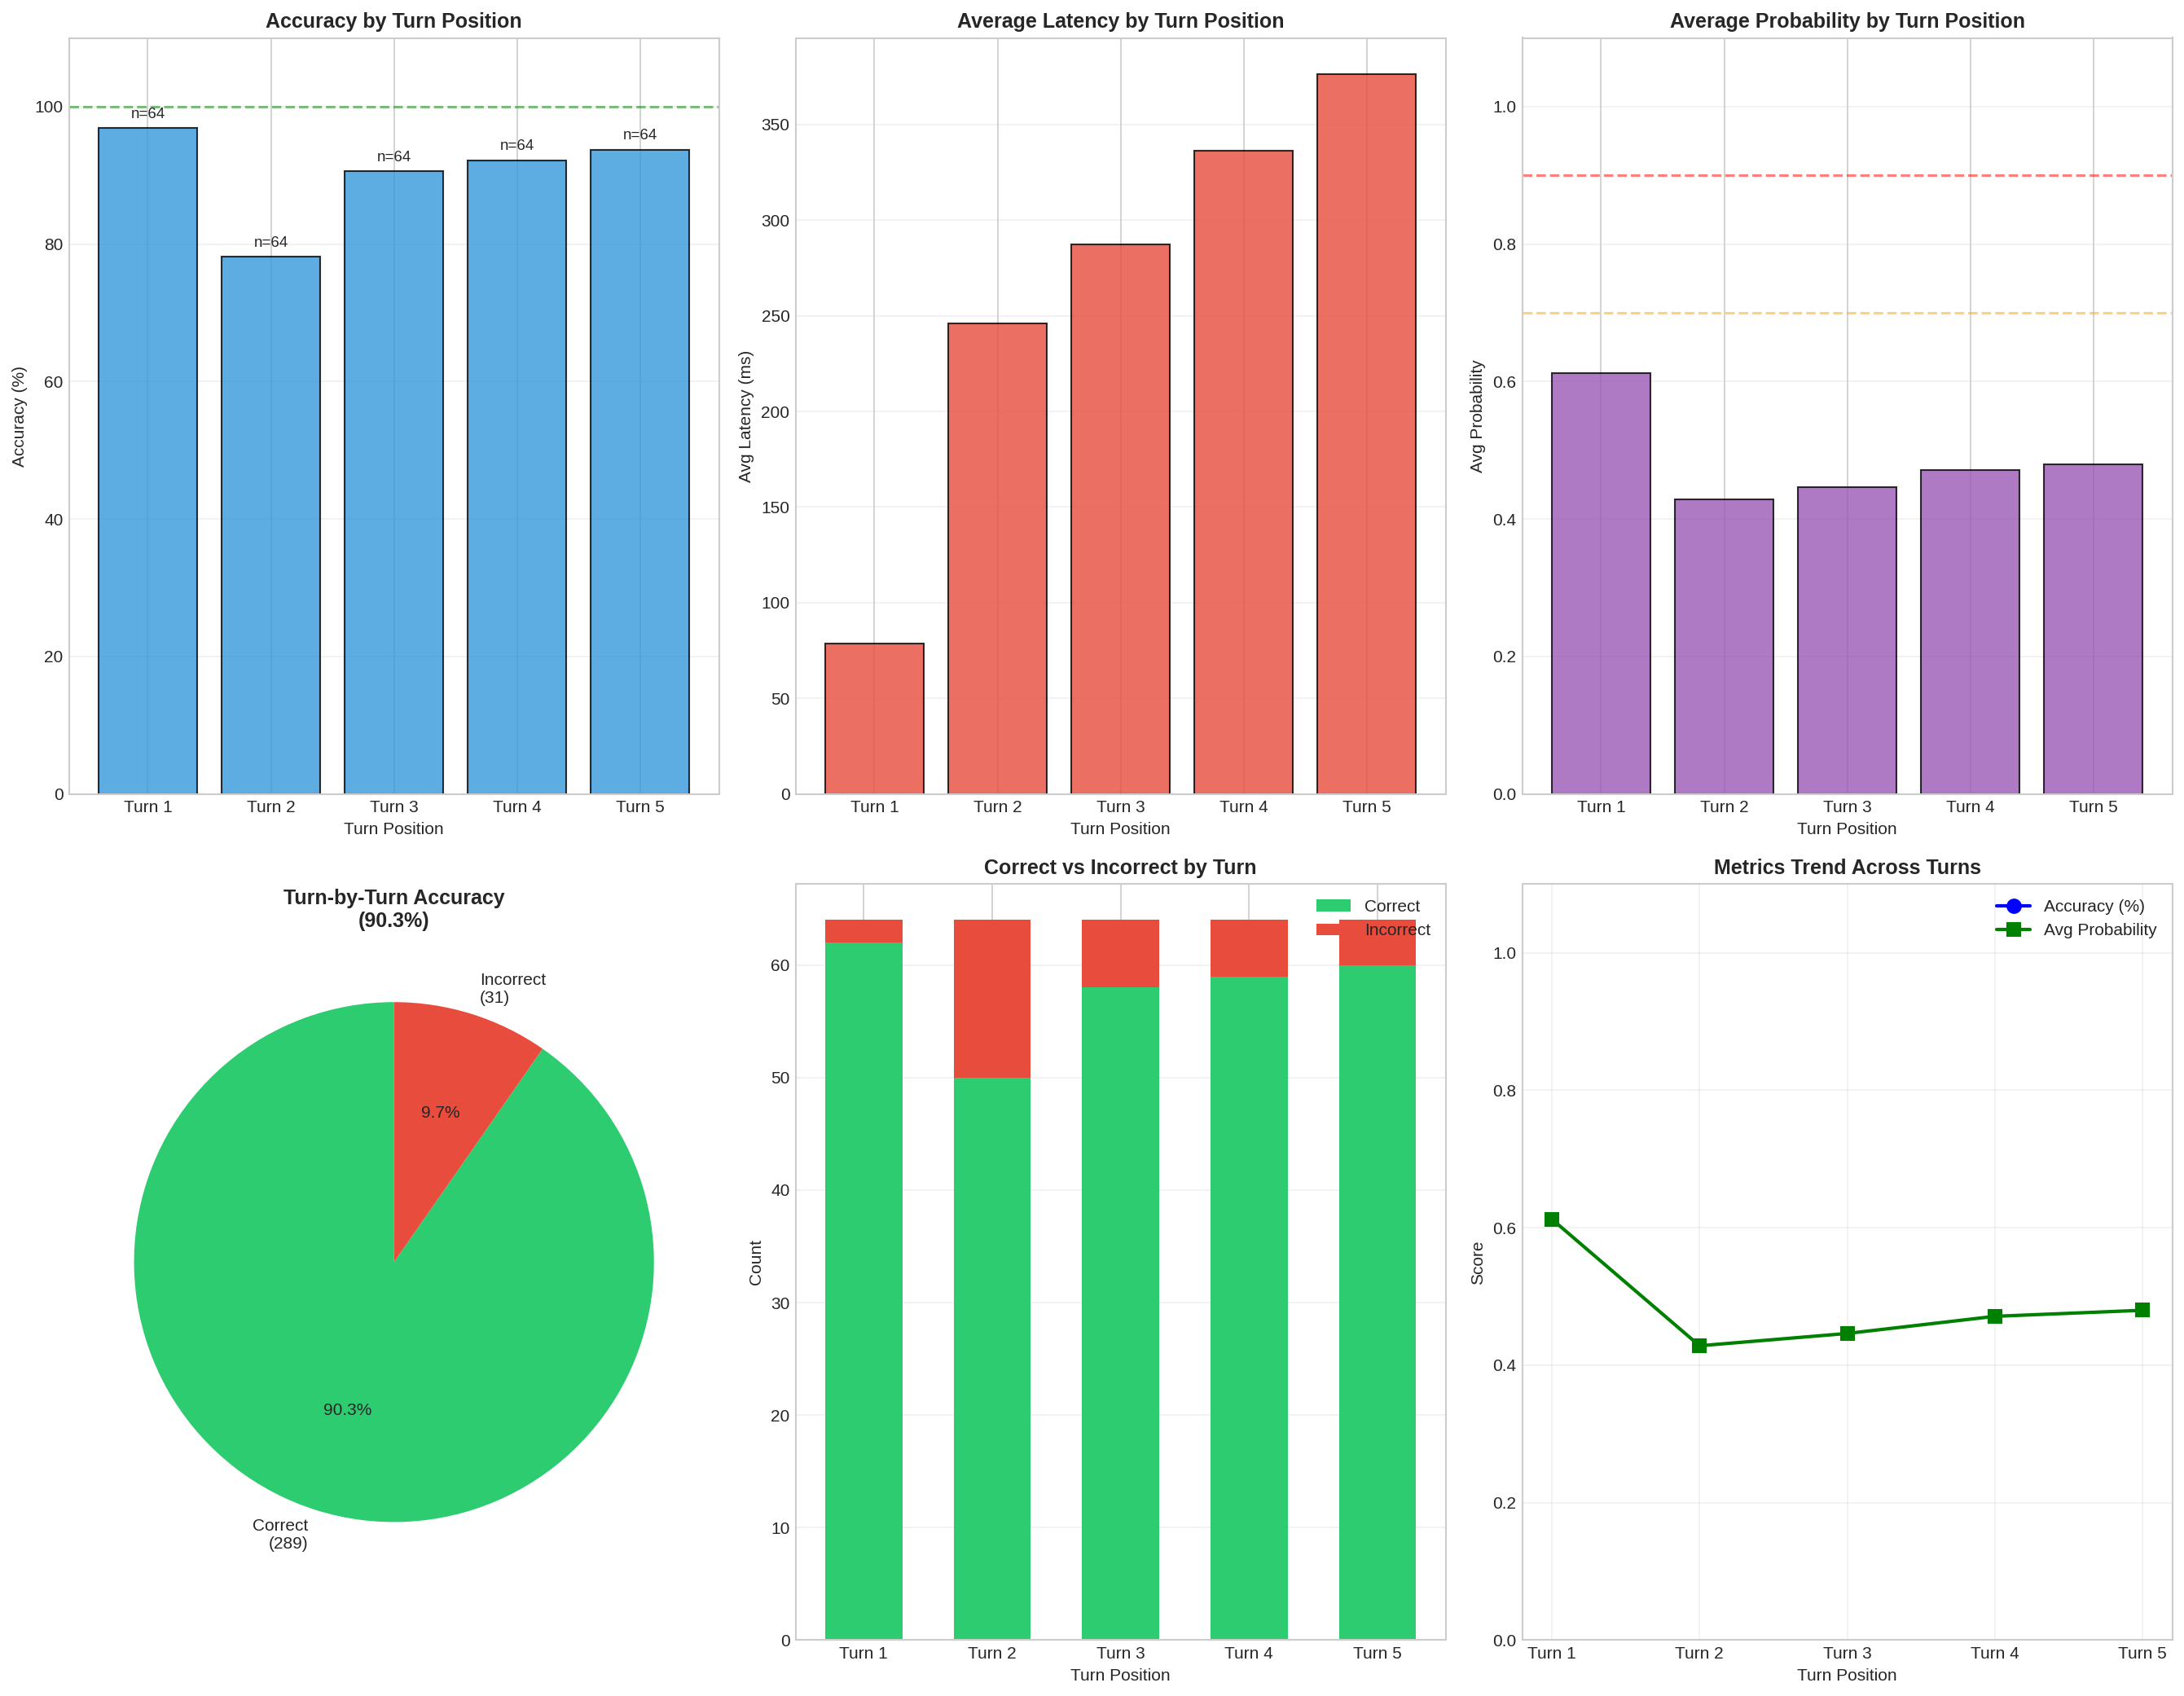 Accuracy by Turn Position
Accuracy (%)
100
80
60
40
20
0
n=64
n=64
n=64
n=64
n=64
Turn 1 Turn 2 Turn 3 Turn 4 Turn 5
Turn Position
Average Latency by Turn Position
Avg Latency (ms)
350
300
250
200
150
100
50
0
Turn 1 Turn 2 Turn 3 Turn 4 Turn 5
Turn Position
Average Probability by Turn Position
Avg Probability
1.0
0.8
0.6
0.4
0.2
0.0
Turn 1 Turn 2 Turn 3 Turn 4 Turn 5
Turn Position
Turn-by-Turn Accuracy
(90.3%)
Incorrect
(31)
9.7%
90.3%
Correct
(289)
Correct vs Incorrect by Turn
Correct
Incorrect
Count
60
50
40
30
20
10
0
Turn 1 Turn 2 Turn 3 Turn 4 Turn 5
Turn Position
Metrics Trend Across Turns
Accuracy (%)
Avg Probability
Score
1.0
0.8
0.6
0.4
0.2
0.0
Turn 1 Turn 2 Turn 3 Turn 4 Turn 5
Turn Position